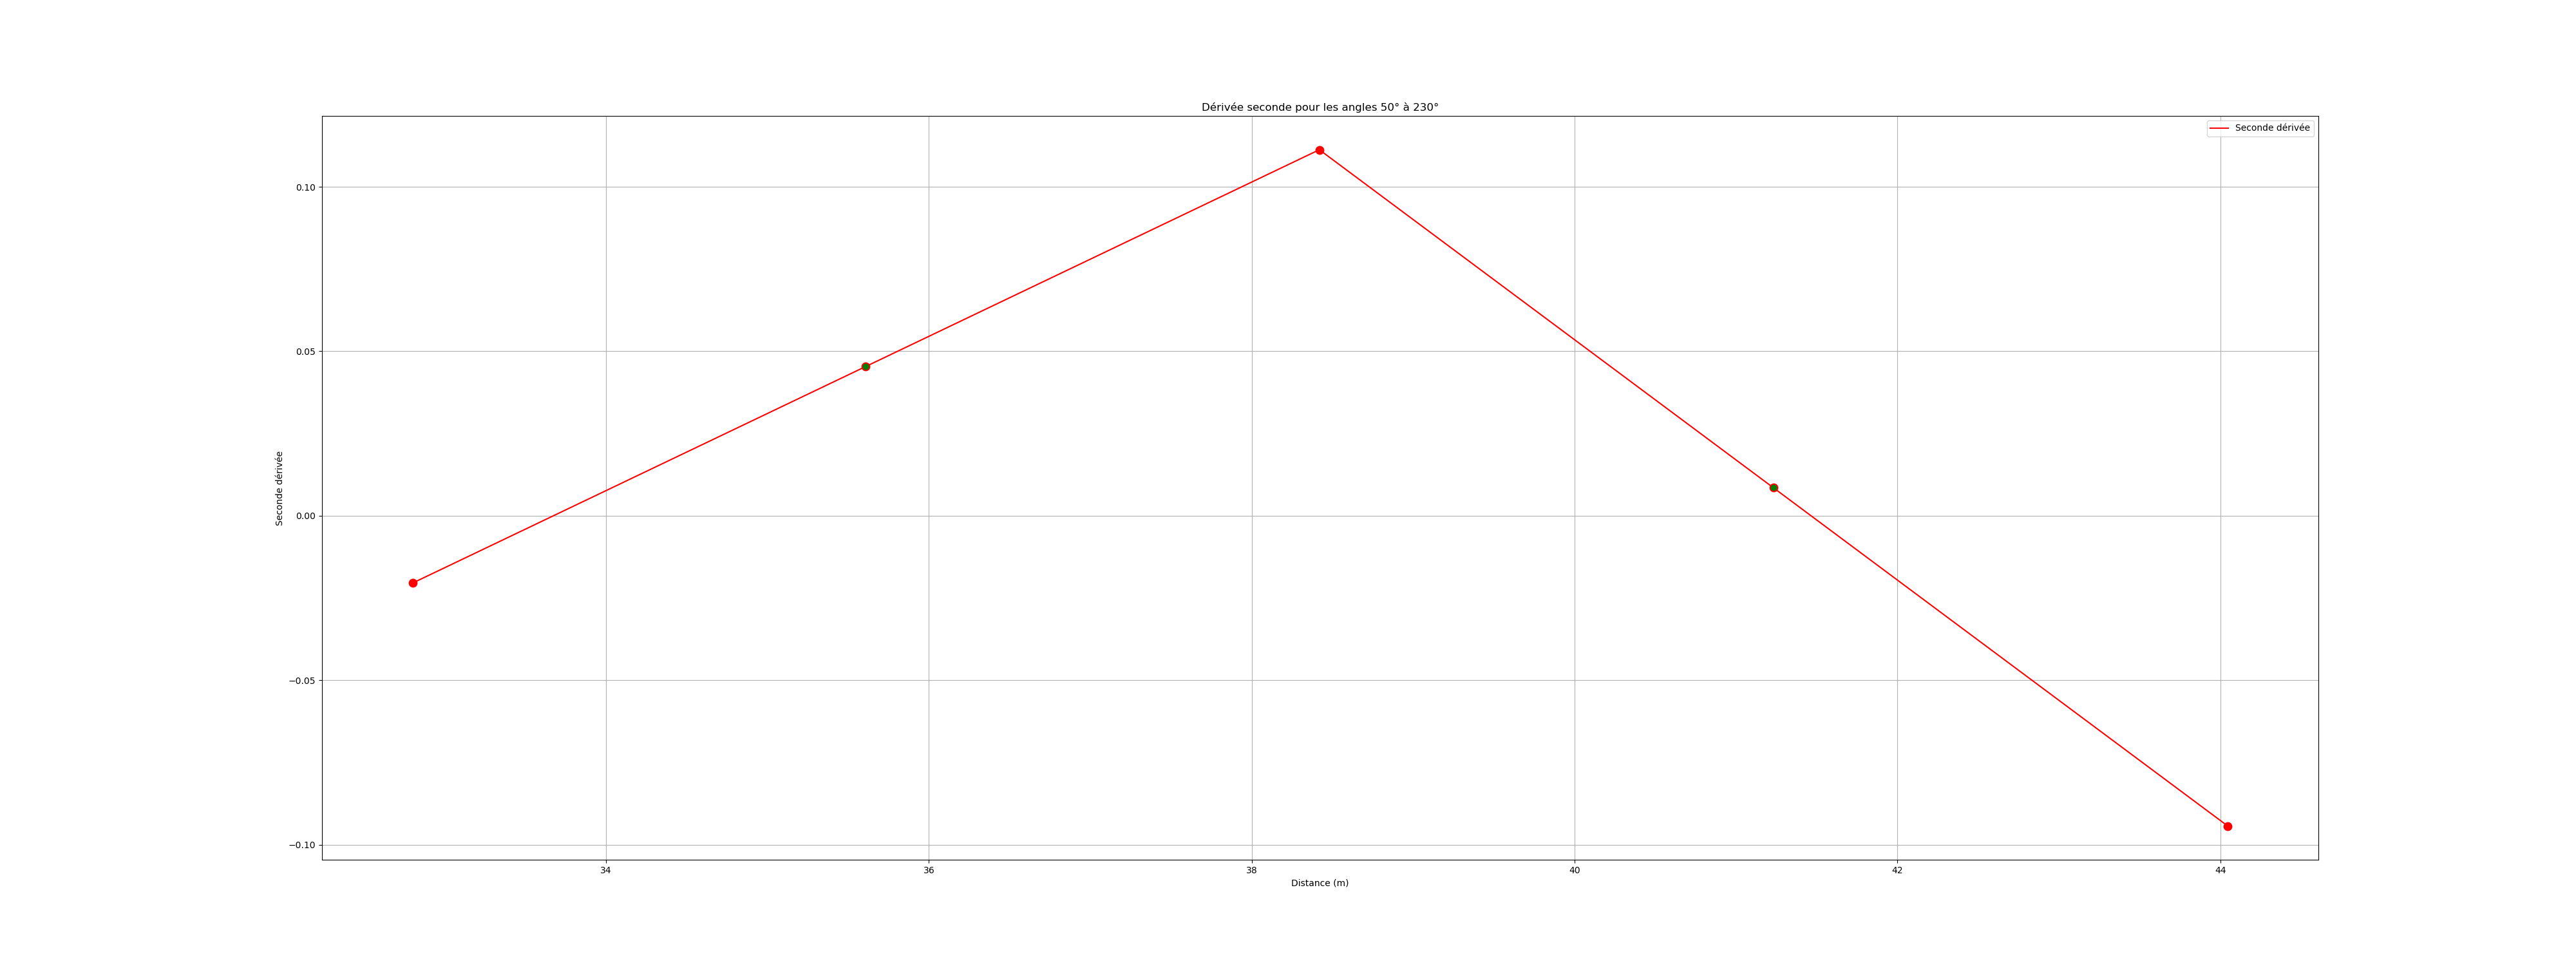 Dérivée seconde pour les angles 50° à 230°
Seconde dérivée
0.10
0.05
0.00
−0.05
−0.10
Seconde dérivée
34 36 38 40 42 44
Distance (m)